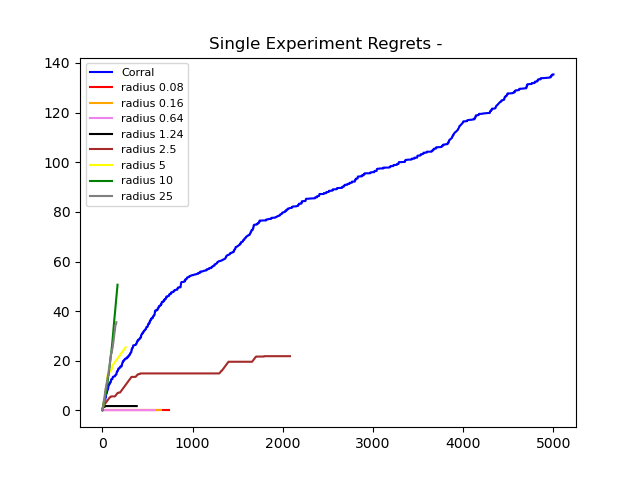 Single Experiment Regrets -
140
120
100
80
60
40
20
0
Corral
radius 0.08
radius 0.16
radius 0.64
radius 1.24
radius 2.5
radius 5
radius 10
radius 25
0 1000 2000 3000 4000 5000